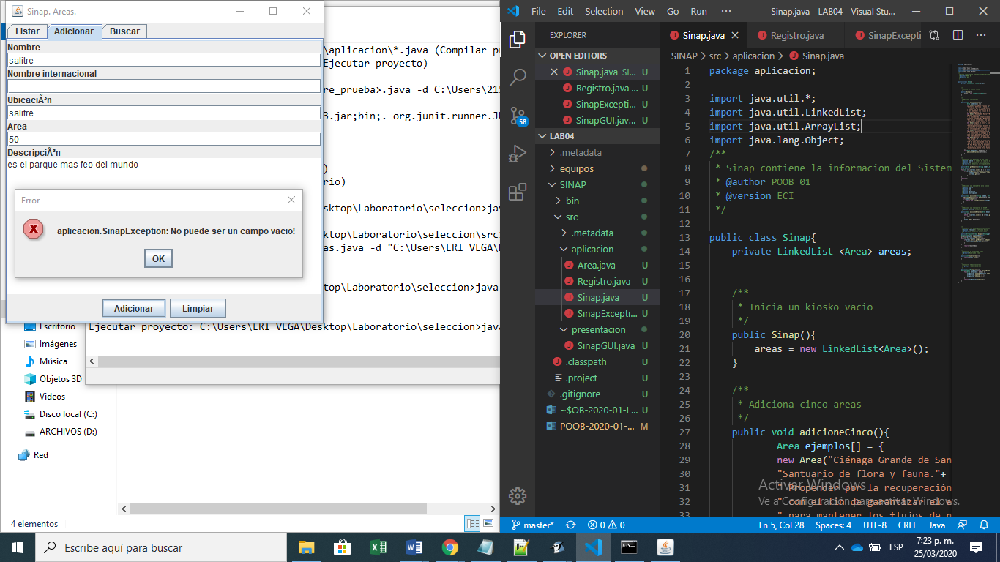 Sinap. Areas.
Listar Adicionar Buscar
Nombre
salitre
Nombre internacional
UbicaciÃ³n
salitre
Area
50
DescripciÃ³n
es el parque mas feo del mundo
Error
aplicacion.SinapException: No puede ser un campo vacio!
OK
Adicionar Limpiar
\aplicacion\*.java (Compilar pr
Ejecutar proyecto)
re_prueba>.java -d C:\Users\215
3.jar;bin;. org.junit.runner.JU
)
rio)
sktop\Laboratorio\seleccion>jav
sktop\Laboratorio\seleccion\src
as.java -d "C:\Users\ERI VEGA\
sktop\Laboratorio\seleccion>java
Ejecutar proyecto: C:\Users\ERI VEGA\Desktop\Laboratorio\seleccion>java
Escritorio
Imágenes
Música
Objetos 3D
Videos
Disco local (C:)
ARCHIVOS (D:)
Red
4 elementos
File Edit Selection View Go Run ··· Sinap.java - LAB04 - Visual Stu...
EXPLORER
OPEN EDITORS
Sinap.java SI... U
Registro.java ... U
SinapExcepti... U
SinapGUI.jav... U
LAB04
.metadata
equipos
SINAP
bin
src
.metadata
aplicacion
Area.java U
Registro.java U
Sinap.java U
SinapExcepti... U
presentacion
SinapGUI.java U
.classpath U
.project U
.gitignore U
~$OB-2020-01-L... U
POOB-2020-01-... M
58
Sinap.java Registro.java SinapExcepti
SINAP > src > aplicacion > Sinap.java
1 package aplicacion;
2
3 import java.util.*;
4 import java.util.LinkedList;
5 import java.util.ArrayList;
6 import java.lang.Object;
7 /**
8 * Sinap contiene la informacion del Sistem
9 * @author POOB 01
10 * @version ECI
11 */
12
13 public class Sinap{
14 private LinkedList <Area> areas;
15
16
17 /**
18 * Inicia un kiosko vacio
19 */
20 public Sinap(){
21 areas = new LinkedList<Area>();
22 }
23
24 /**
25 * Adiciona cinco areas
26 */
27 public void adicioneCinco(){
28 Area ejemplos[] = {
29 new Area("Ciénaga Grande de San
30 "Santuario de flora y fauna."+
31 " Propender por la recuperación
32 " con el fin de garantizar el e
33 " para mantener los flujos de
Activar Windows
Ve a Configuración para activar Windows.
master* 0 0 Ln 5, Col 28 Spaces: 4 UTF-8 CRLF Java
Escribe aquí para buscar
ESP
7:23 p. m.
25/03/2020